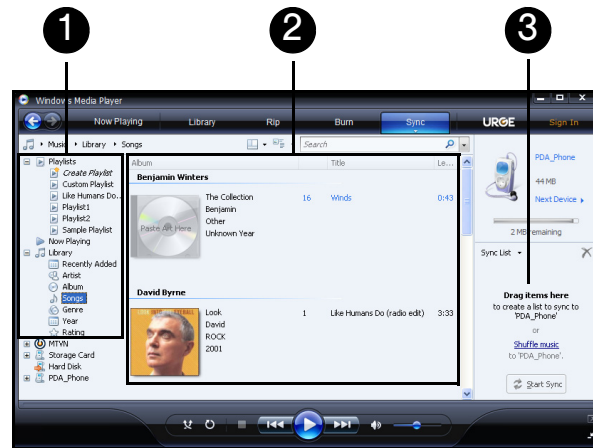 1 2 3
Windows Media Player
Now Playing Library Rip Burn Sync URGE Sign In
Music Library Songs Search
Playlists
Create Playlist
Custom Playlist
Like Humans Do..
Playlist1
Playlist2
Sample Playlist
Now Playing
Library
Recently Added
Artist
Album
Songs
Genre
Year
Rating
MTVN
Storage Card
Hard Disk
PDA_Phone
Album Title Le...
Benjamin Winters
Paste Art Here
The Collection 16 Winds 0:43
Benjamin
Other
Unknown Year
David Byrne
Look 1 Like Humans Do (radio edit) 3:33
David
ROCK
2001
PDA_Phone
44 MB
Next Device
2 MB remaining
Sync List
Drag items here
to create a list to sync to
'PDA_Phone'
or
Shuffle music
to 'PDA_Phone'.
Start Sync